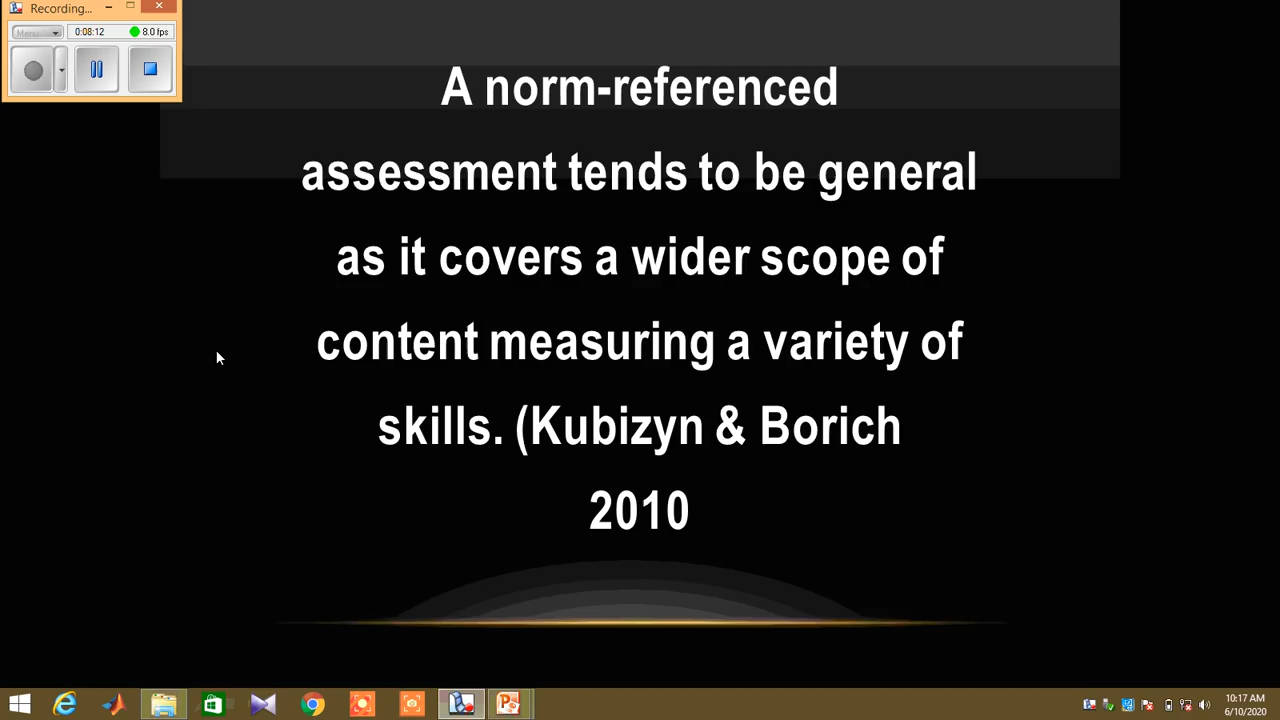 Recording...
Menu
0:08:12
8.0 fps
A norm-referenced
assessment tends to be general
as it covers a wider scope of
content measuring a variety of
skills. (Kubizyn & Borich
2010
10:17 AM
6/10/2020